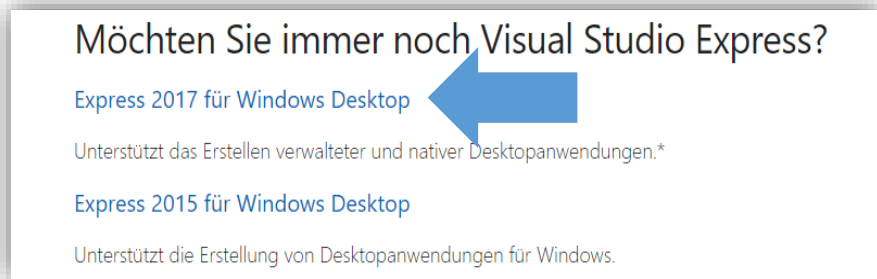 Möchten Sie immer noch Visual Studio Express?
Express 2017 für Windows Desktop
Unterstützt das Erstellen verwalteter und nativer Desktopanwendungen.*
Express 2015 für Windows Desktop
Unterstützt die Erstellung von Desktopanwendungen für Windows.